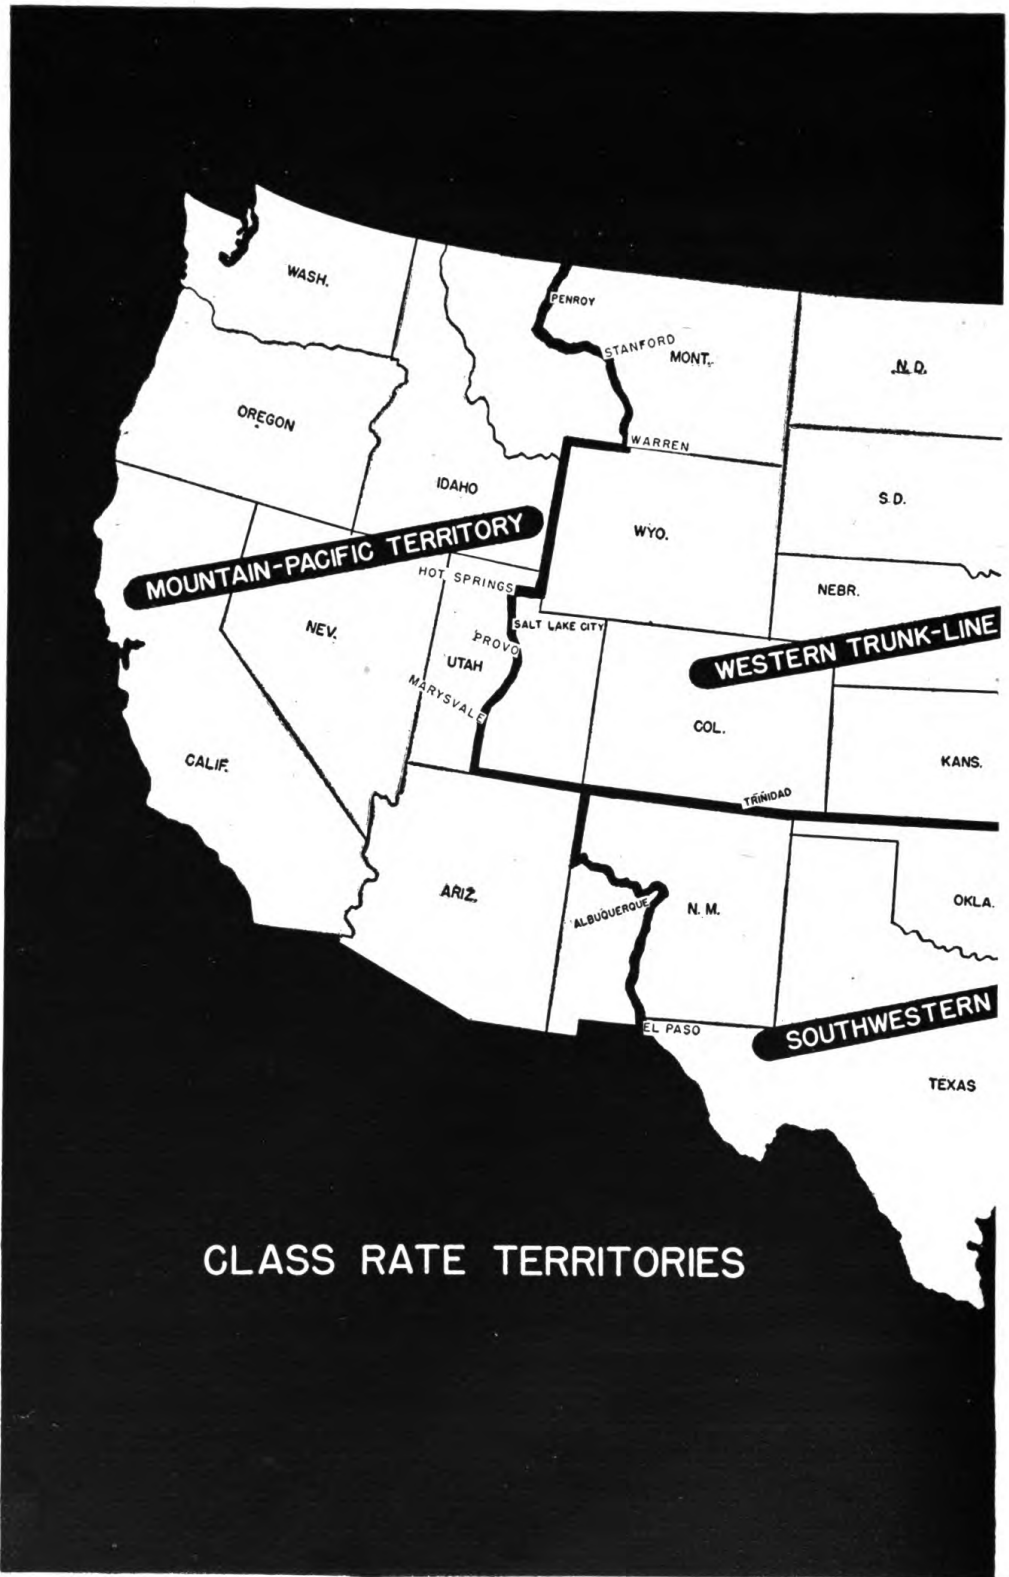 WASH.
PENROY
STANFORD
MONT.
N.D.
OREGON
WARREN
IDAHO
S.D.
WYO.
MOUNTAIN-PACIFIC TERRITORY
HOT SPRINGS
NEBR.
SALT LAKE CITY
NEV.
PROVO
WESTERN TRUNK-LINE
UTAH
MARYSVALE
COL.
CALIF.
KANS.
TRINIDAD
ARIZ.
ALBUQUERQUE
N. M.
OKLA.
EL PASO
SOUTHWESTERN
TEXAS
CLASS RATE TERRITORIES